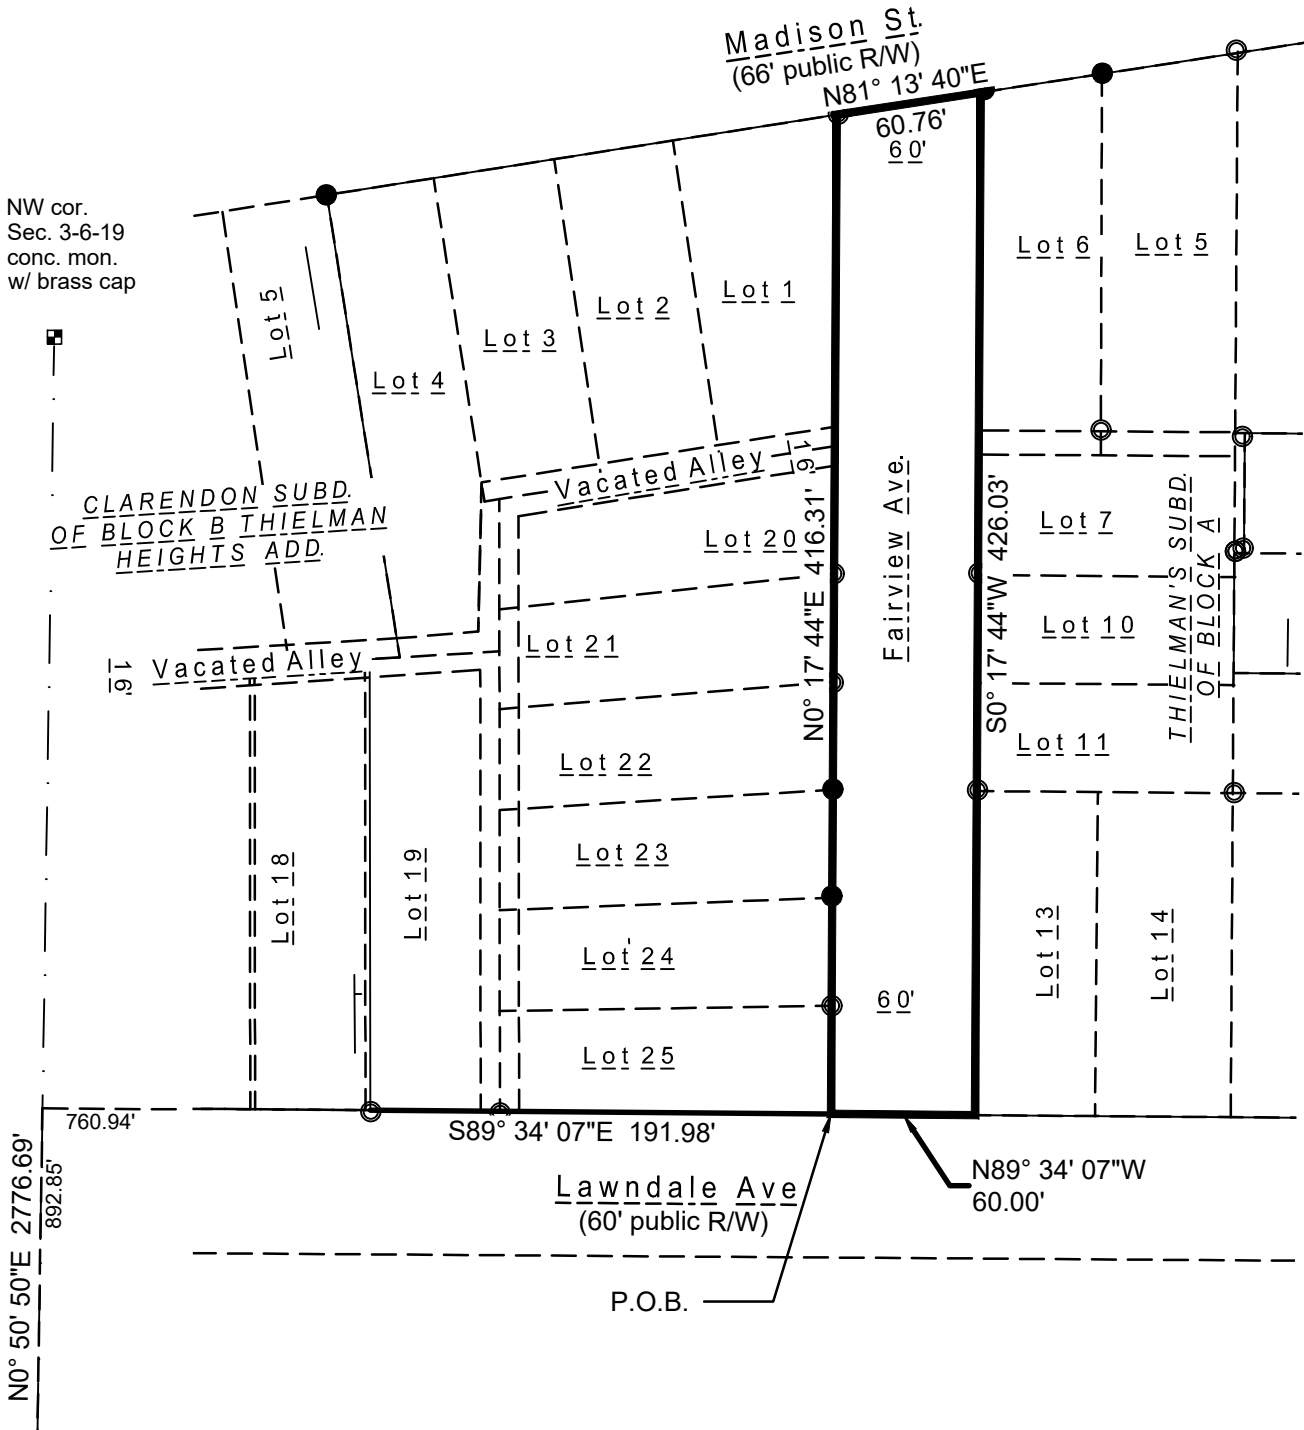 Madison St.
(66' public R/W)
N81° 13' 40"E
60.76'
60'
NW cor.
Sec. 3-6-19
conc. mon.
w/ brass cap
Lot 5
Lot 4
Lot 3
Lot 2
Lot 1
Lot 6
Lot 5
Vacated Alley
16'
CLARENDON SUBD.
OF BLOCK B THIELMAN
HEIGHTS ADD.
Lot 20
N0° 17' 44"E 416.31'
Fairview Ave.
S0° 17' 44"W 426.03'
Lot 7
THIELMAN'S SUBD.
OF BLOCK A
Lot 10
Lot 21
16'
Vacated Alley
Lot 11
Lot 22
Lot 23
Lot 18
Lot 19
Lot 24
60'
Lot 13
Lot 14
Lot 25
760.94'
S89° 34' 07"E 191.98'
N89° 34' 07"W
60.00'
Lawndale Ave
(60' public R/W)
N0° 50' 50"E 2776.69'
892.85'
P.O.B.